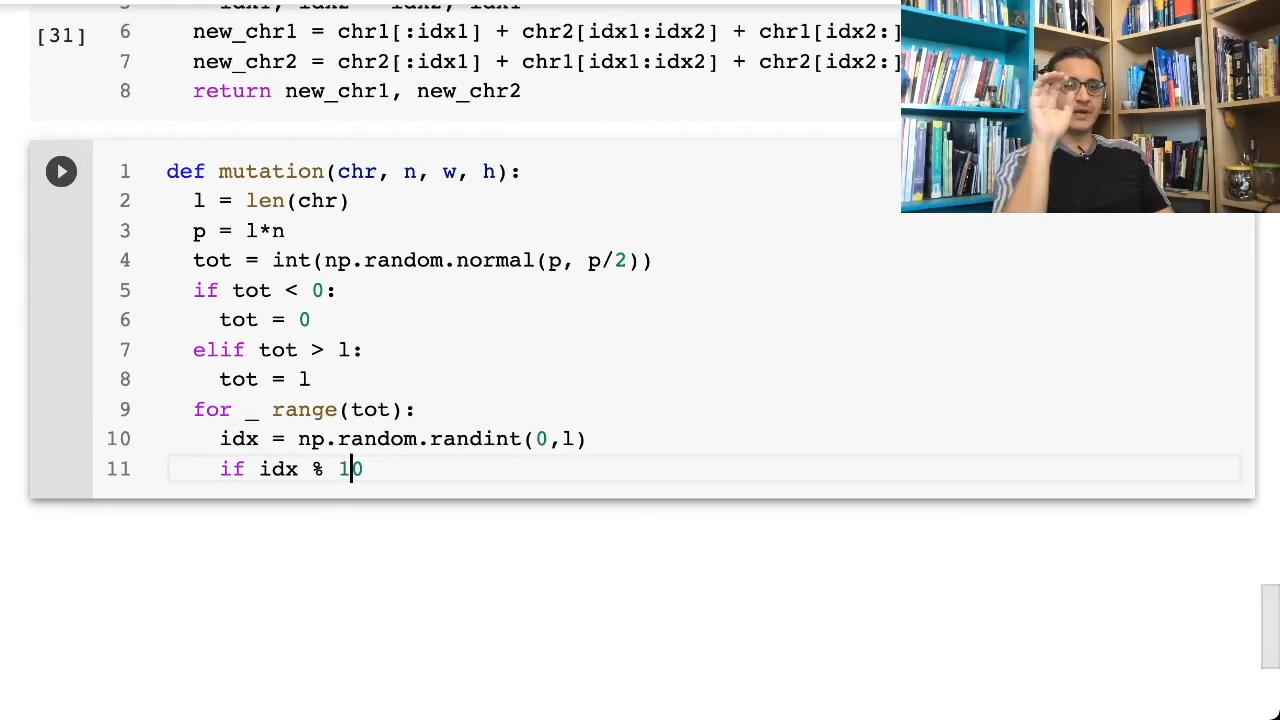 [31]
6 new_chr1 = chr1[:idx1] + chr2[idx1:idx2] + chr1[idx2:]
7 new_chr2 = chr2[:idx1] + chr1[idx1:idx2] + chr2[idx2:]
8 return new_chr1, new_chr2
1 def mutation(chr, n, w, h):
2 l = len(chr)
3 p = l*n
4 tot = int(np.random.normal(p, p/2))
5 if tot < 0:
6 tot = 0
7 elif tot > l:
8 tot = l
9 for _ range(tot):
10 idx = np.random.randint(0,l)
11 if idx % 10